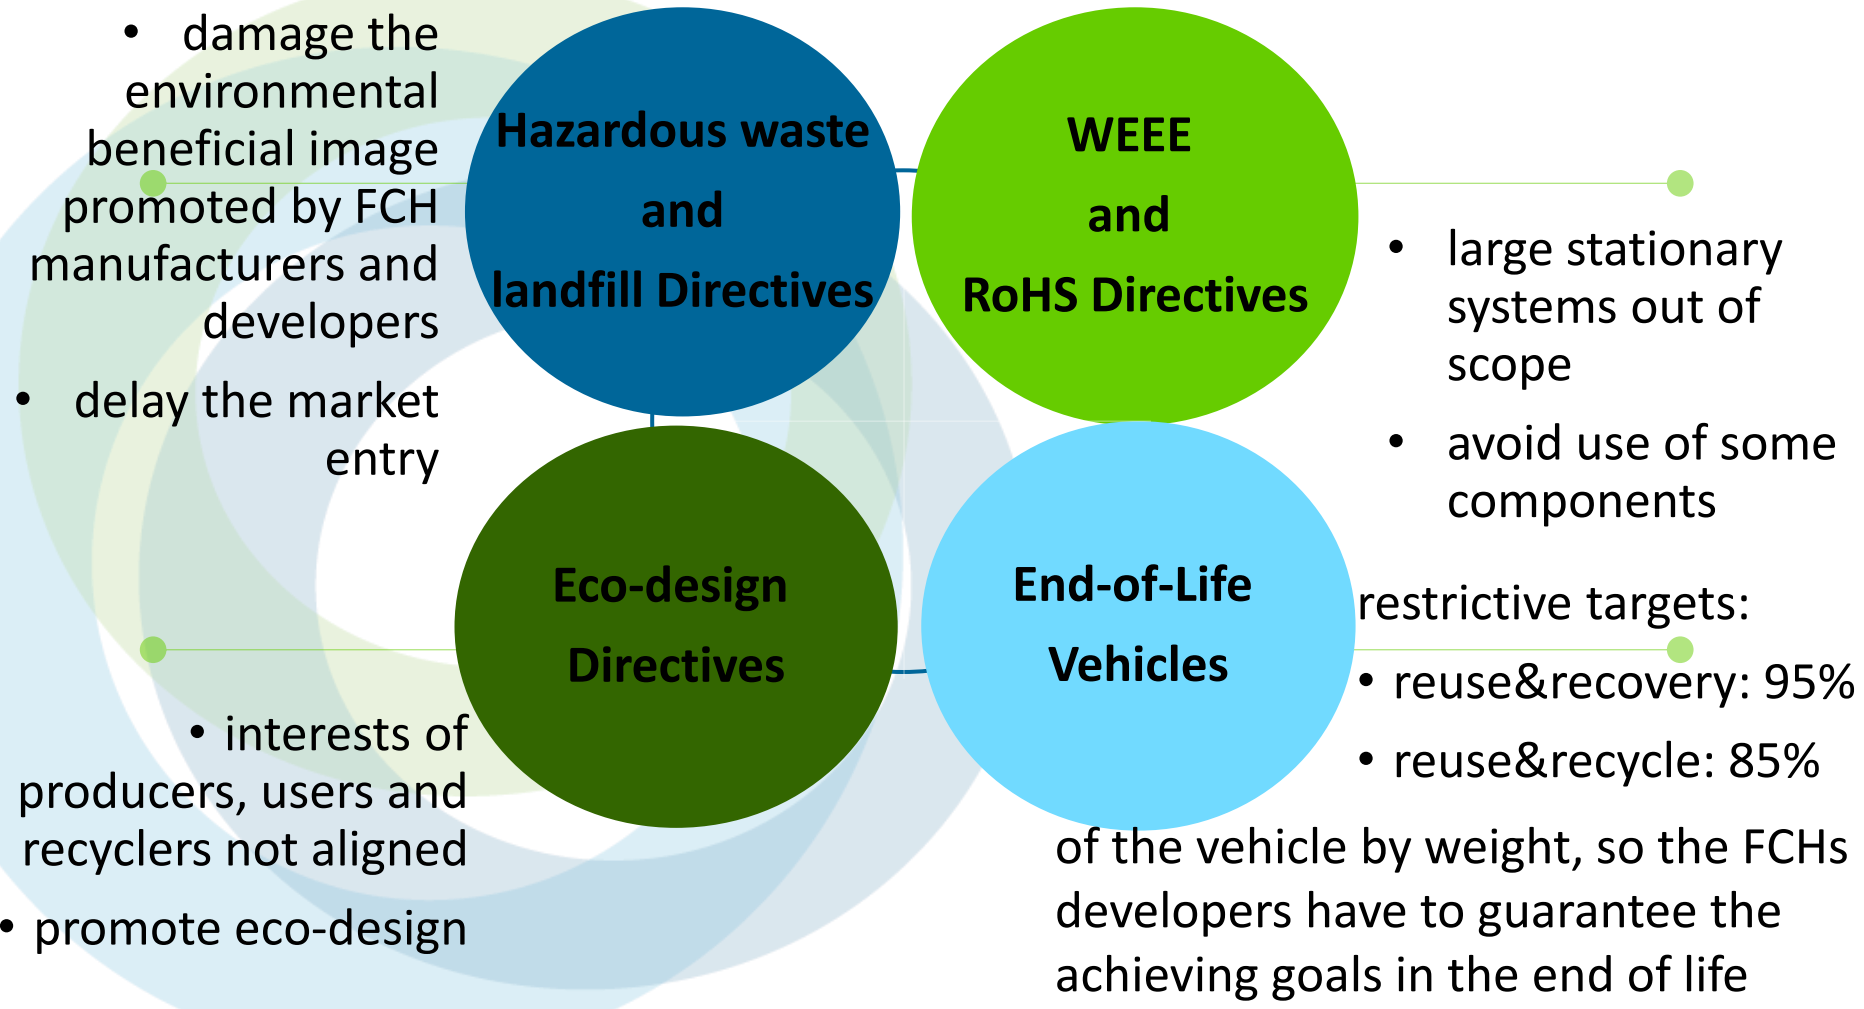 • damage the
environmental
beneficial image
promoted by FCH
manufacturers and
developers
• delay the market
entry
Hazardous waste
and
landfill Directives
WEEE
and
RoHS Directives
• large stationary
systems out of
scope
• avoid use of some
components
Eco-design
Directives
• interests of
producers, users and
recyclers not aligned
• promote eco-design
End-of-Life
Vehicles
restrictive targets:
• reuse&recovery: 95%
• reuse&recycle: 85%
of the vehicle by weight, so the FCHs
developers have to guarantee the
achieving goals in the end of life